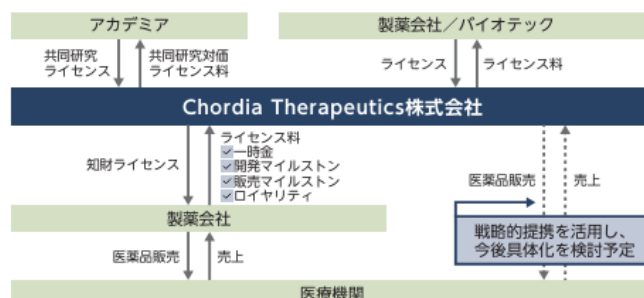 アカデミア
製薬会社／バイオテック
共同研究
ライセンス
共同研究対価
ライセンス料
ライセンス
ライセンス料
Chordia Therapeutics株式会社
知財ライセンス
ライセンス料
✓一時金
✓開発マイルストン
✓販売マイルストン
✓ロイヤリティ
医薬品販売
売上
製薬会社
戦略的提携を活用し、
今後具体化を検討予定
医薬品販売
売上
医療機関